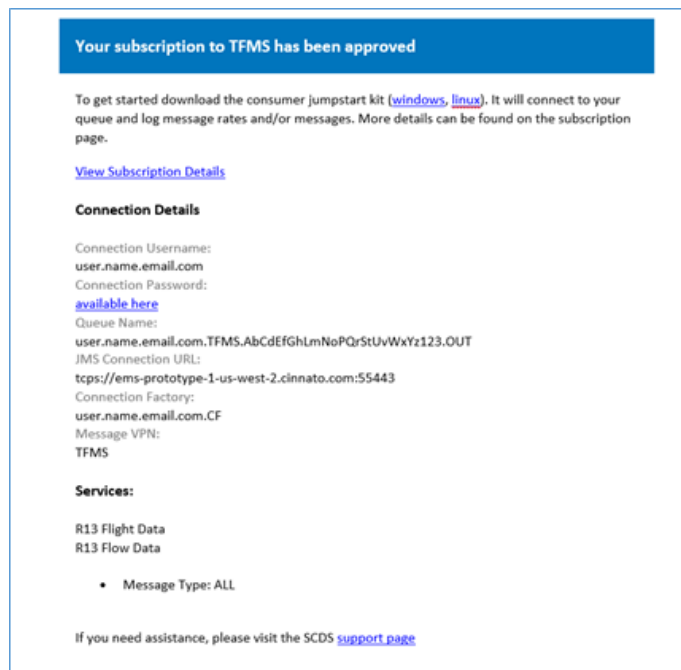 Your subscription to TFMS has been approved
To get started download the consumer jumpstart kit (windows, linux). It will connect to your
queue and log message rates and/or messages. More details can be found on the subscription
page.
View Subscription Details
Connection Details
Connection Username:
user.name.email.com
Connection Password:
available here
Queue Name:
user.name.email.com.TFMS.AbCdEfGhLmNoPQrStUvWxYz123.OUT
JMS Connection URL:
tcps://ems-prototype-1-us-west-2.cinnato.com:55443
Connection Factory:
user.name.email.com.CF
Message VPN:
TFMS
Services:
R13 Flight Data
R13 Flow Data
• Message Type: ALL
If you need assistance, please visit the SCDS support page